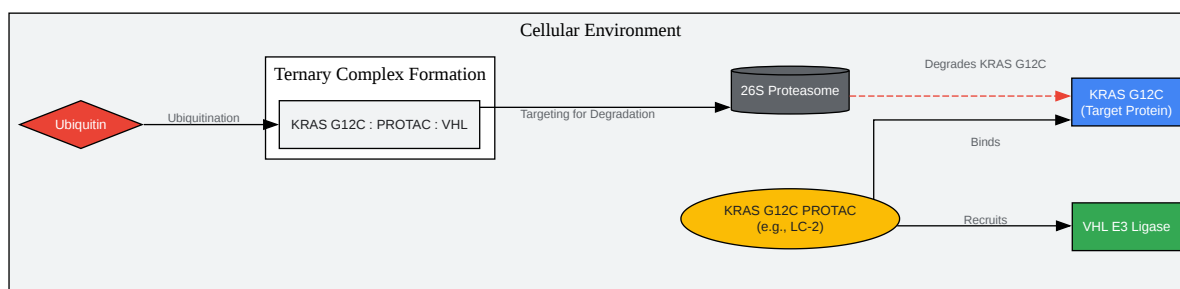 Cellular Environment
Ternary Complex Formation
Ubiquitin
Ubiquitination
KRAS G12C : PROTAC : VHL
Targeting for Degradation
26S Proteasome
Degrades KRAS G12C
KRAS G12C
(Target Protein)
Binds
KRAS G12C PROTAC
(e.g., LC-2)
Recruits
VHL E3 Ligase